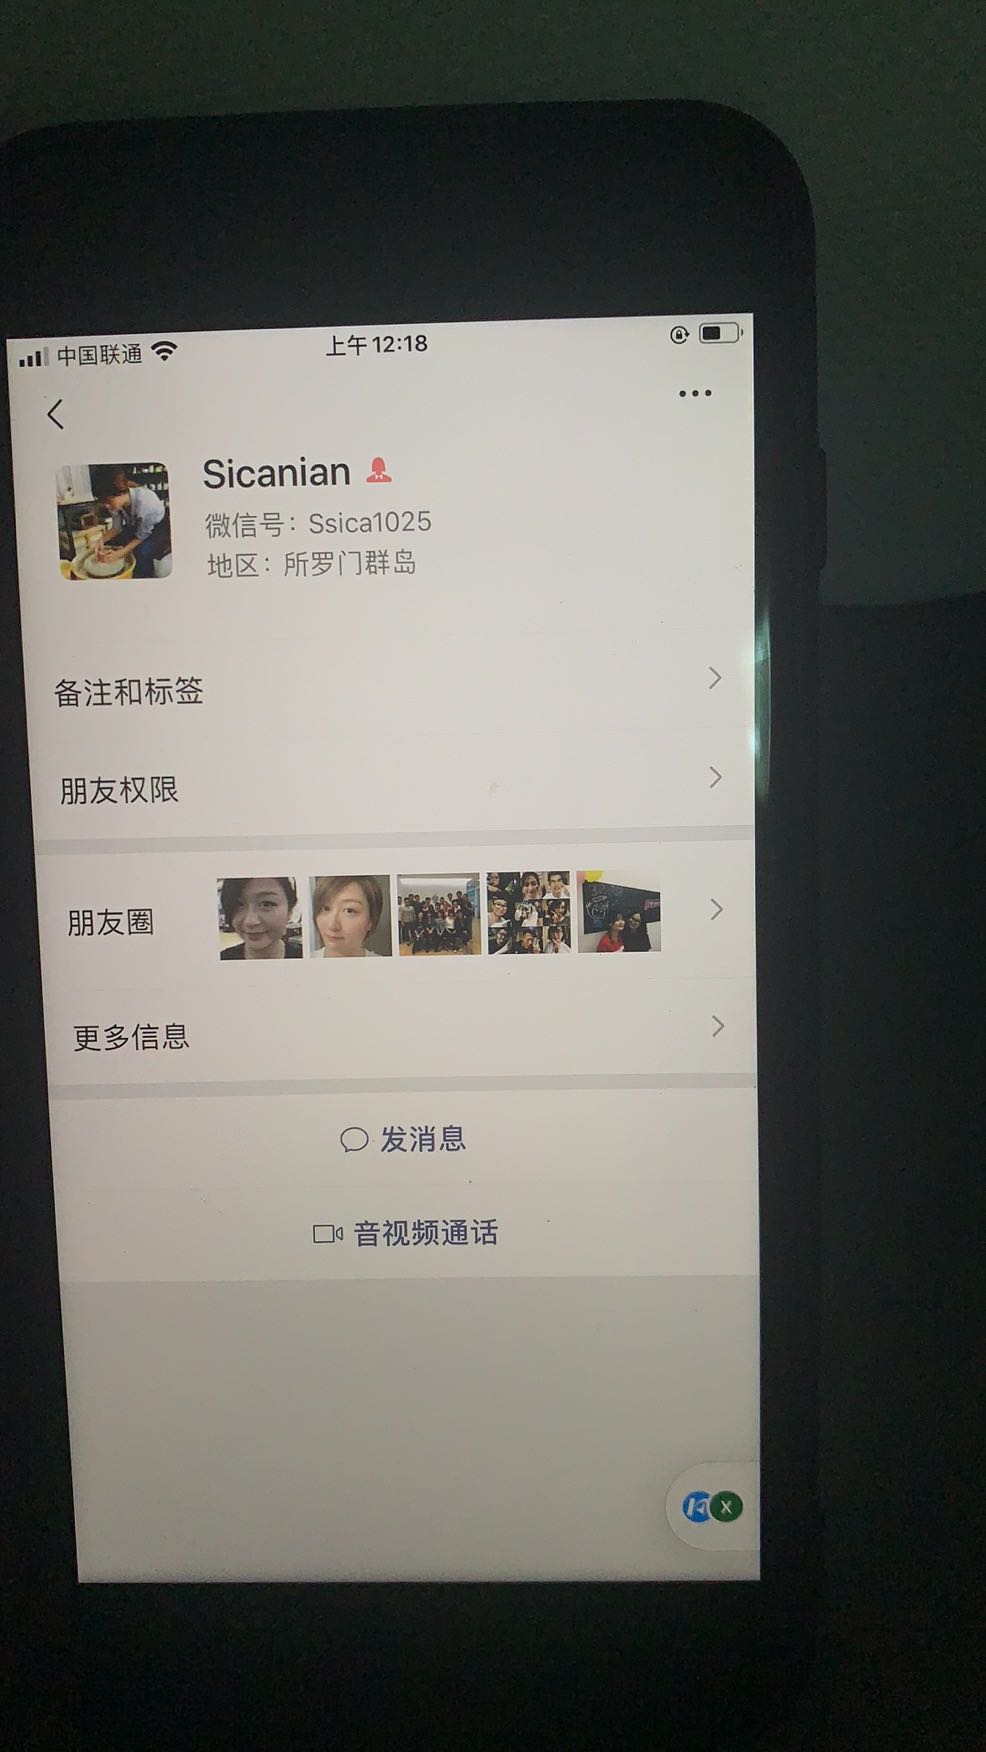 中国联通
上午12:18
Sicanian
微信号：Ssica1025
地区：所罗门群岛
备注和标签
朋友权限
朋友圈
更多信息
发消息
音视频通话
X